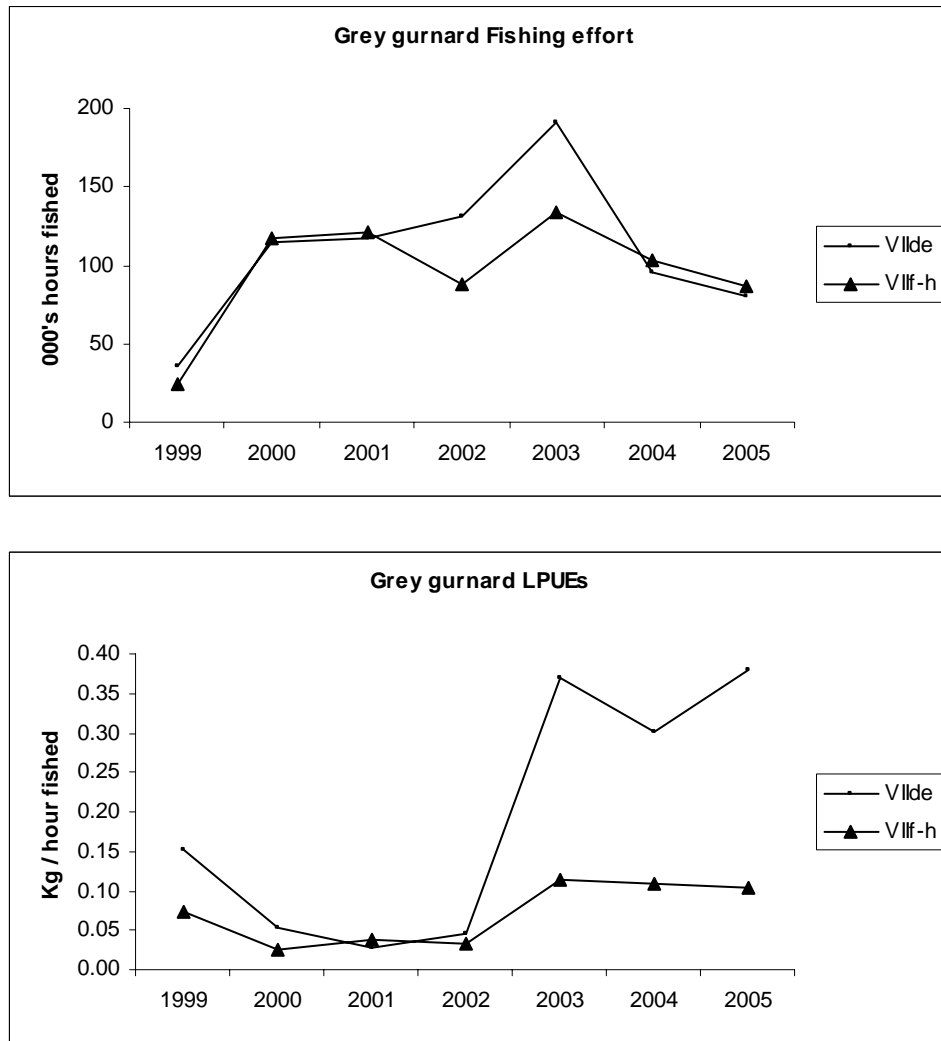 Grey gurnard Fishing effort
000's hours fished
200
150
100
50
0
1999 2000 2001 2002 2003 2004 2005
VIIde
VIIf-h
Grey gurnard LPUEs
Kg / hour fished
0.40
0.35
0.30
0.25
0.20
0.15
0.10
0.05
0.00
1999 2000 2001 2002 2003 2004 2005
VIIde
VIIf-h